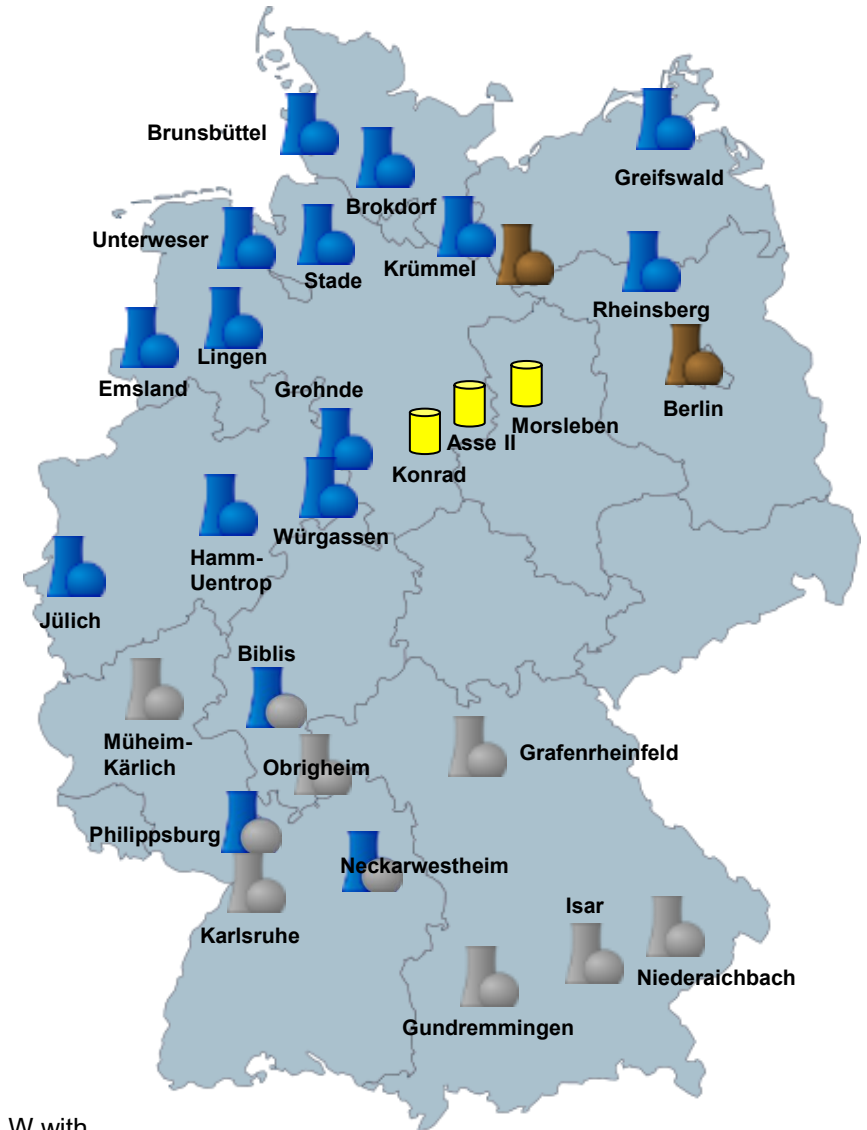 Brunsbüttel
Greifswald
Brokdorf
Unterweser
Stade
Krümmel
Rheinsberg
Lingen
Emsland
Grohnde
Berlin
Morsleben
Asse II
Konrad
Würgassen
Hamm-
Uentrop
Jülich
Biblis
Müheim-
Kärlich
Obrigheim
Grafenrheinfeld
Philippsburg
Neckarwestheim
Isar
Karlsruhe
Niederaichbach
Gundremmingen
W with